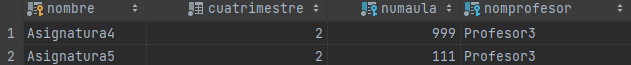 nombre cuatrimestre numaula nomprofesor
1 Asignatura4 2 999 Profesor3
2 Asignatura5 2 111 Profesor3